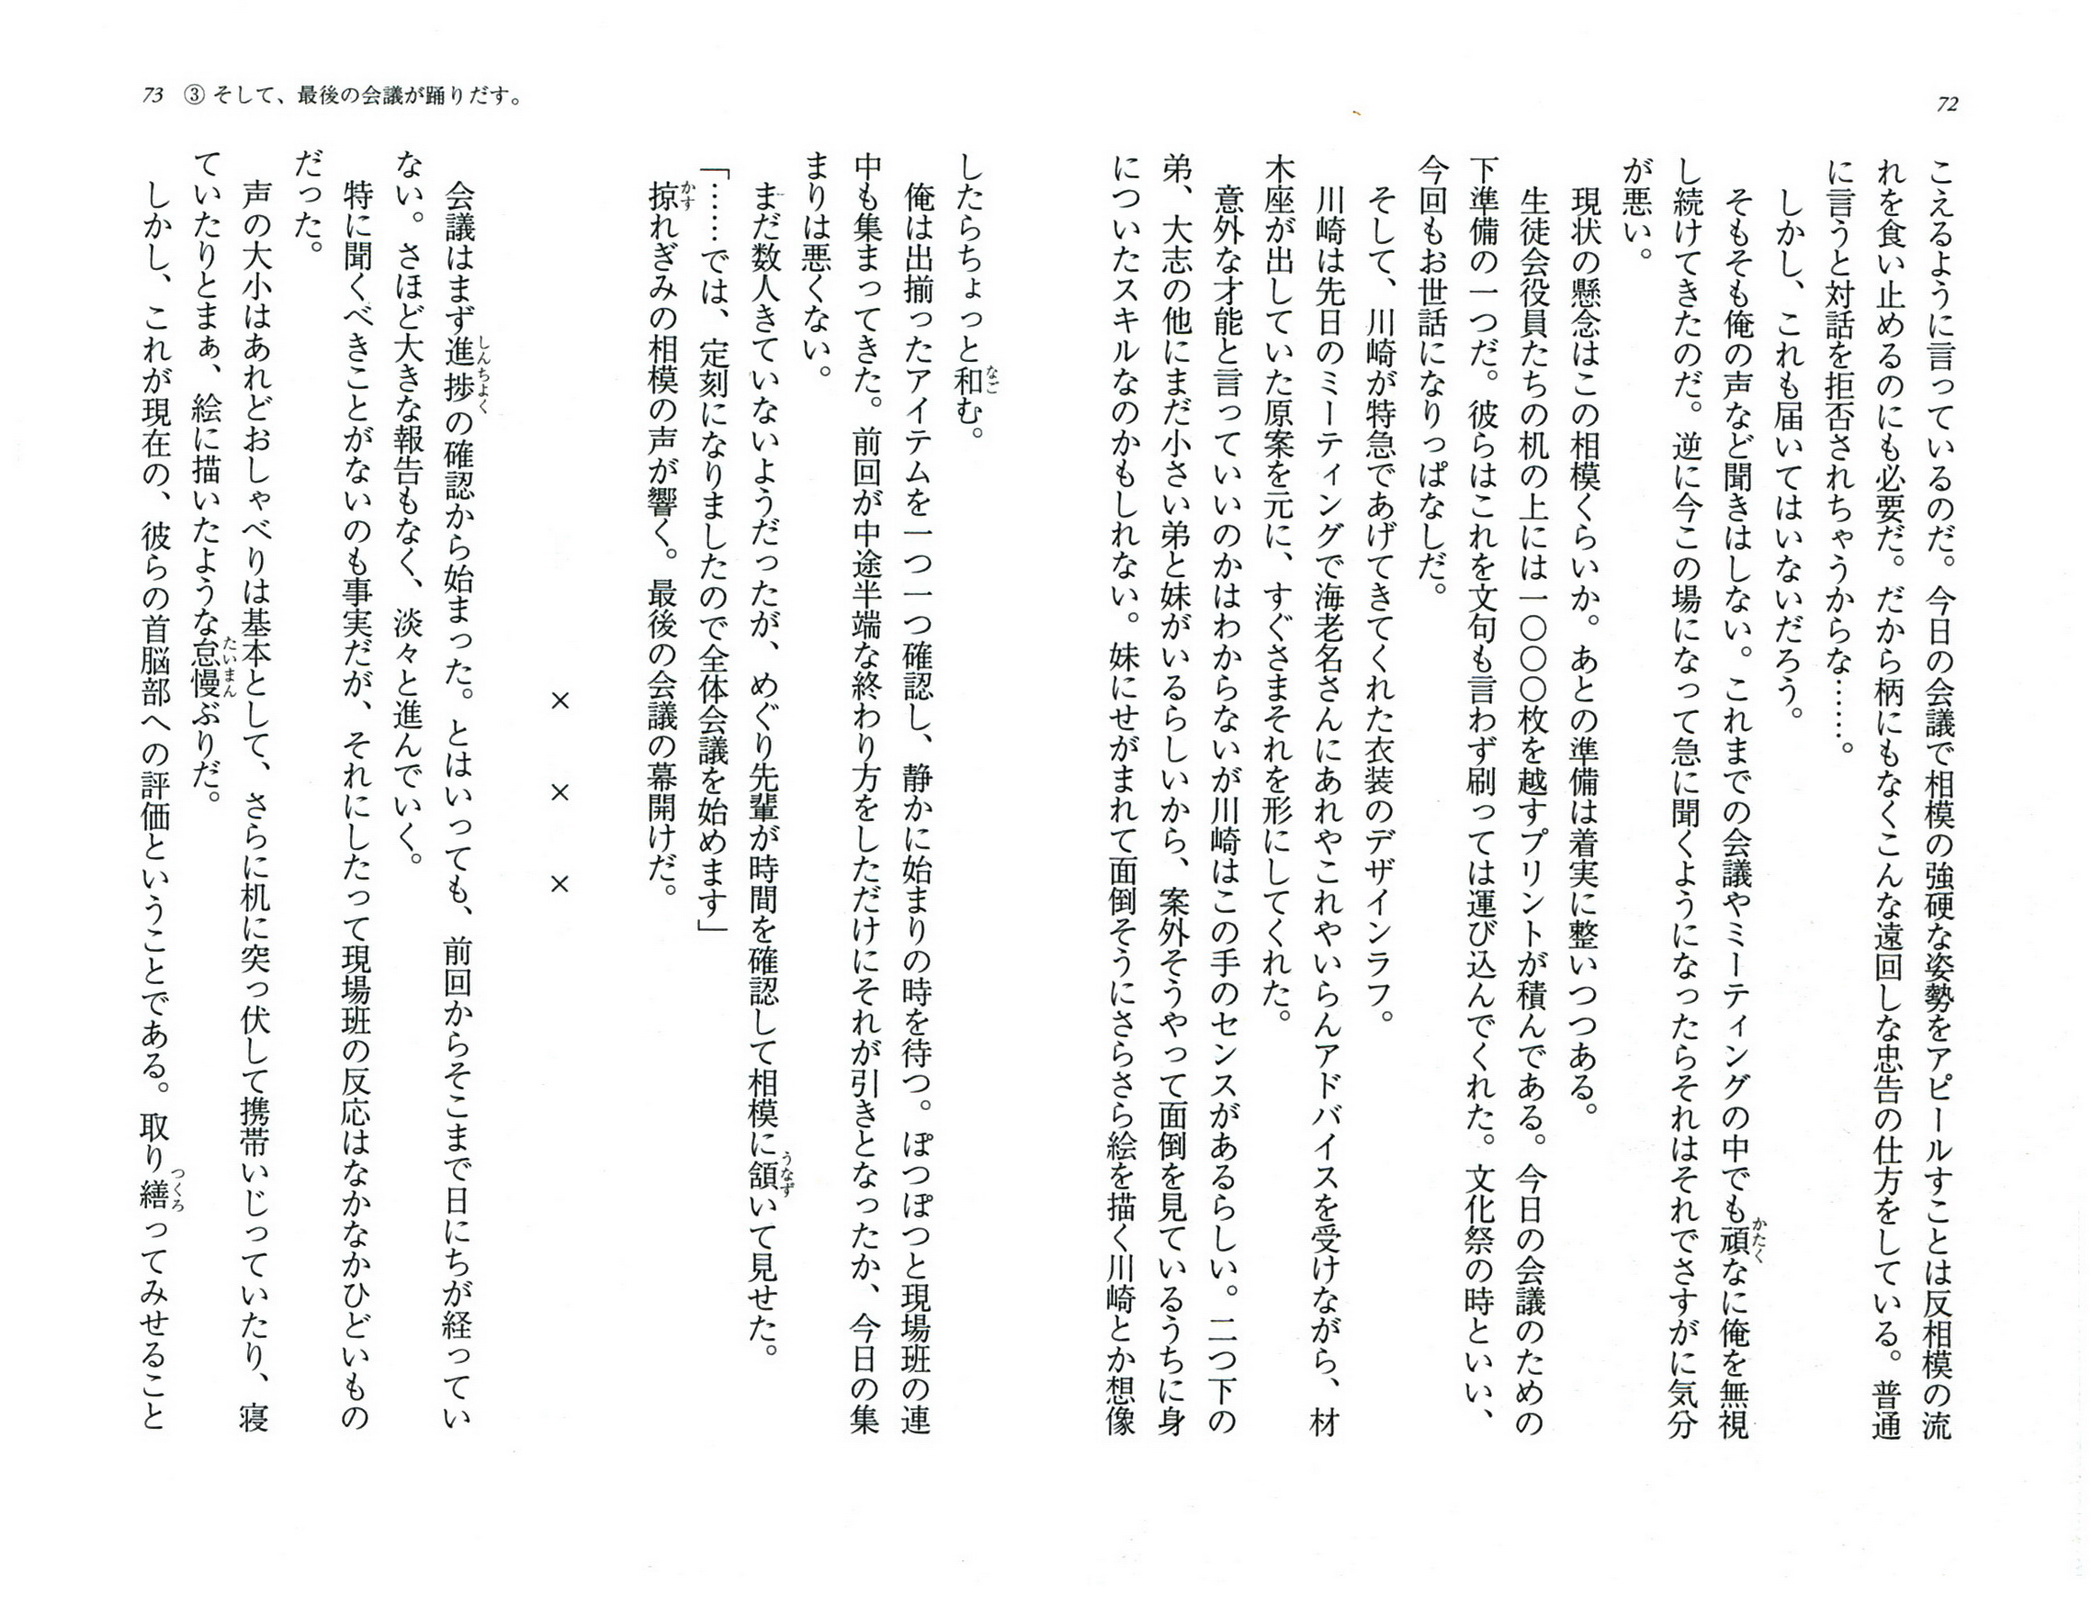 72
こえるように言っているのだ。今日の会議で相模の強硬な姿勢をアピールすことは反相模の流
れを食い止めるのにも必要だ。だから柄にもなくこんな遠回しな忠告の仕方をしている。普通
に言うと対話を拒否されちゃうからな……。
しかし、これも届いてはいないだろう。
そもそも俺の声など聞きはしない。これまでの会議やミーティングの中でも頑なに俺を無視
し続けてきたのだ。逆に今この場になって急に聞くようになったらそれはそれでさすがに気分
が悪い。
現状の懸念はこの相模くらいか。あとの準備は着実に整いつつある。
生徒会役員たちの机の上には一〇〇〇枚を越すプリントが積んである。今日の会議のための
下準備の一つだ。彼らはこれを文句も言わず刷っては運び込んでくれた。文化祭の時といい、
今回もお世話になりっぱなしだ。
そして、川崎が特急であげてきてくれた衣装のデザインラフ。
川崎は先日のミーティングで海老名さんにあれやこれやいらんアドバイスを受けながら、材
木座が出していた原案を元に、すぐさまそれを形にしてくれた。
意外な才能と言っていいのかはわからないが川崎はこの手のセンスがあるらしい。二つ下の
弟、大志の他にまだ小さい弟と妹がいるらしいから、案外そうやって面倒を見ているうちに身
についたスキルなのかもしれない。妹にせがまれて面倒そうにさらさら絵を描く川崎とか想像
73 ③そして、最後の会議が踊りだす。
したらちょっと和む。
俺は出揃ったアイテムを一つ一つ確認し、静かに始まりの時を待つ。ぽつぽつと現場班の連
中も集まってきた。前回が中途半端な終わり方をしただけにそれが引きとなったか、今日の集
まりは悪くない。
まだ数人きていないようだったが、めぐり先輩が時間を確認して相模に頷いて見せた。
「……では、定刻になりましたので全体会議を始めます」
掠れぎみの相模の声が響く。最後の会議の幕開けだ。
× × ×
会議はまず進捗の確認から始まった。とはいっても、前回からそこまで日にちが経ってい
ない。さほど大きな報告もなく、淡々と進んでいく。
特に聞くべきことがないのも事実だが、それにしたって現場班の反応はなかなかひどいもの
だった。
声の大小はあれどおしゃべりは基本として、さらに机に突っ伏して携帯いじっていたり、寝
ていたりとまぁ、絵に描いたような怠慢ぶりだ。
しかし、これが現在の、彼らの首脳部への評価ということである。取り繕ってみせること